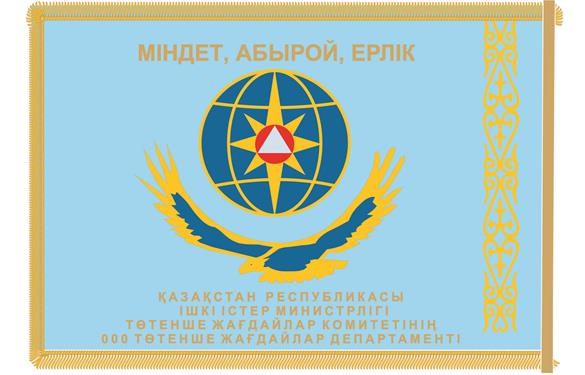 МІНДЕТ, АБЫРОЙ, ЕРЛІК
ҚАЗАҚСТАН РЕСПУБЛИКАСЫ
ІШКІ ІСТЕР МИНИСТРЛІГІ
ТӨТЕНШЕ ЖАҒДАЙЛАР КОМИТЕТІНІҢ
000 ТӨТЕНШЕ ЖАҒДАЙЛАР ДЕПАРТАМЕНТІ